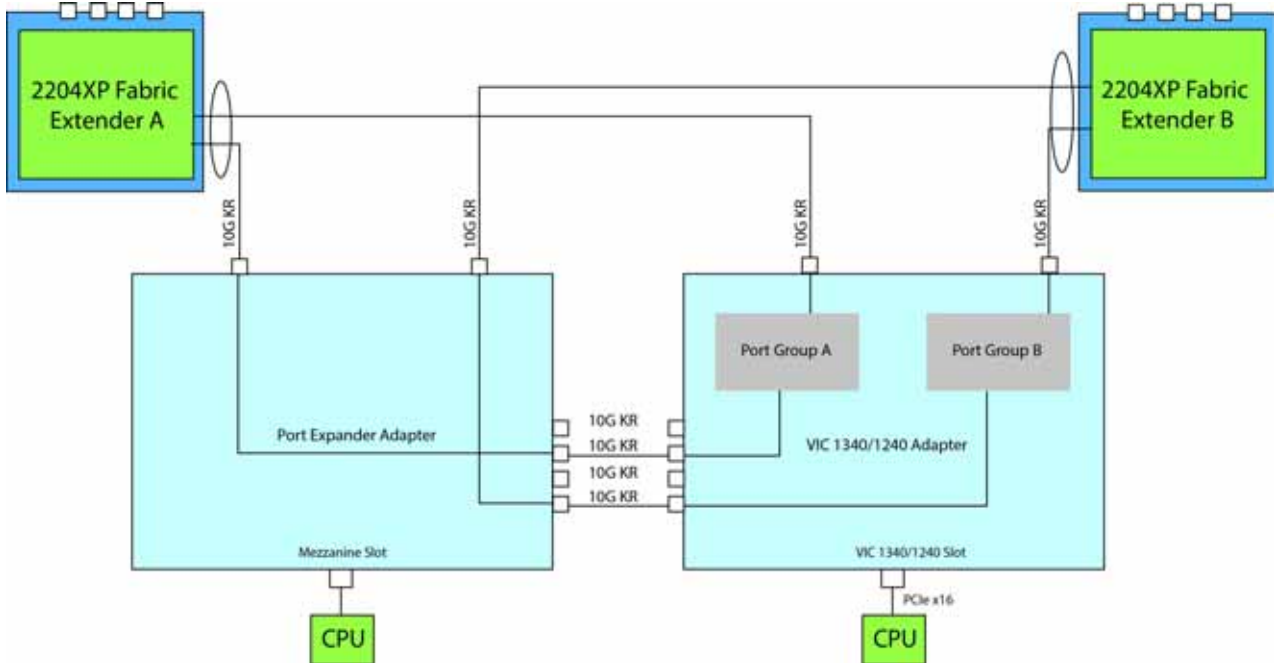 2204XP Fabric
Extender A
2204XP Fabric
Extender B
10G KR
10G KR
10G KR
10G KR
Port Group A
Port Group B
10G KR
10G KR
10G KR
10G KR
Port Expander Adapter
VIC 1340/1240 Adapter
Mezzanine Slot
VIC 1340/1240 Slot
PCIe x16
CPU
CPU